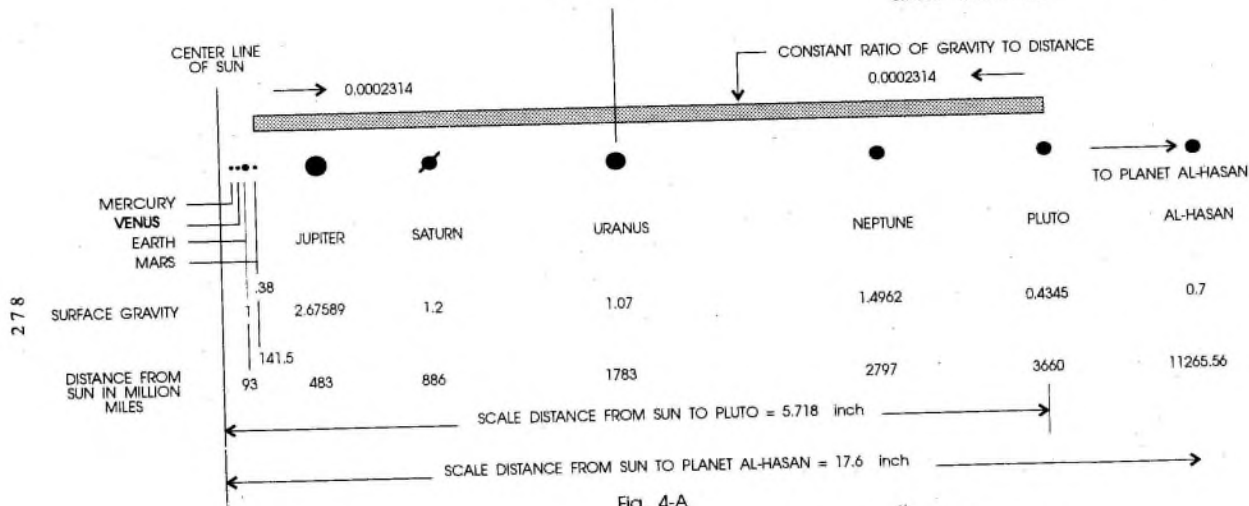 CENTER LINE
OF SUN
CONSTANT RATIO OF GRAVITY TO DISTANCE
0.0002314
0.0002314
TO PLANET AL-HASAN
MERCURY
VENUS
EARTH
MARS
JUPITER
SATURN
URANUS
NEPTUNE
PLUTO
AL-HASAN
278
SURFACE GRAVITY
1
.38
2.67589
1.2
1.07
1.4962
0.4345
0.7
DISTANCE FROM
SUN IN MILLION
MILES
93
141.5
483
886
1783
2797
3660
11265.56
SCALE DISTANCE FROM SUN TO PLUTO = 5.718 inch
SCALE DISTANCE FROM SUN TO PLANET AL-HASAN = 17.6 inch
Fig 4-A